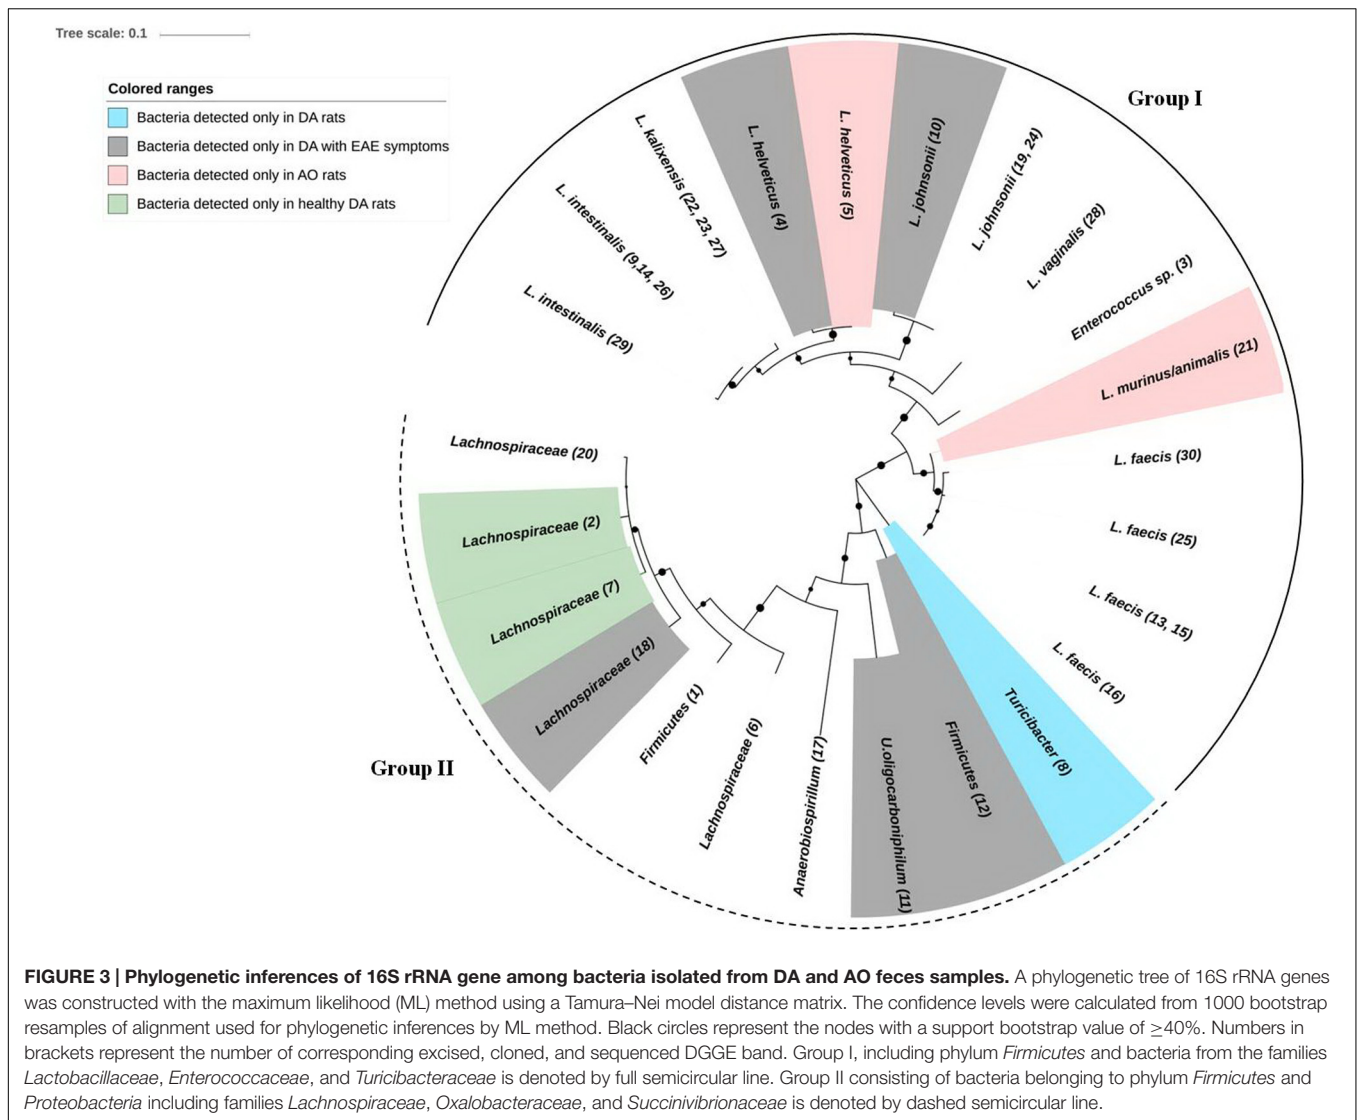 Tree scale: 0.1
Colored ranges
Bacteria detected only in DA rats
Bacteria detected only in DA with EAE symptoms
Bacteria detected only in AO rats
Bacteria detected only in healthy DA rats
Group I
L. intestinalis (29)
L. intestinalis (9,14, 26)
L. kalixensis (22, 23, 27)
L. helveticus (4)
L. helveticus (5)
L. johnsonii (10)
L. johnsonii (19, 24)
L. vaginalis (28)
Enterococcus sp. (3)
L. murinus/animalis (21)
L. faecis (30)
L. faecis (25)
L. faecis (13, 15)
L. faecis (16)
Turicibacter (8)
Firmicutes (12)
U.oligocarboniphilum (11)
Anaerobiospirillum (17)
Lachnospiraceae (6)
Firmicutes (1)
Lachnospiraceae (18)
Lachnospiraceae (7)
Lachnospiraceae (2)
Lachnospiraceae (20)
Group II
FIGURE 3 | Phylogenetic inferences of 16S rRNA gene among bacteria isolated from DA and AO feces samples. A phylogenetic tree of 16S rRNA genes
was constructed with the maximum likelihood (ML) method using a Tamura–Nei model distance matrix. The confidence levels were calculated from 1000 bootstrap
resamples of alignment used for phylogenetic inferences by ML method. Black circles represent the nodes with a support bootstrap value of ≥40%. Numbers in
brackets represent the number of corresponding excised, cloned, and sequenced DGGE band. Group I, including phylum Firmicutes and bacteria from the families
Lactobacillaceae, Enterococcaceae, and Turicibacteraceae is denoted by full semicircular line. Group II consisting of bacteria belonging to phylum Firmicutes and
Proteobacteria including families Lachnospiraceae, Oxalobacteraceae, and Succinivibrionaceae is denoted by dashed semicircular line.